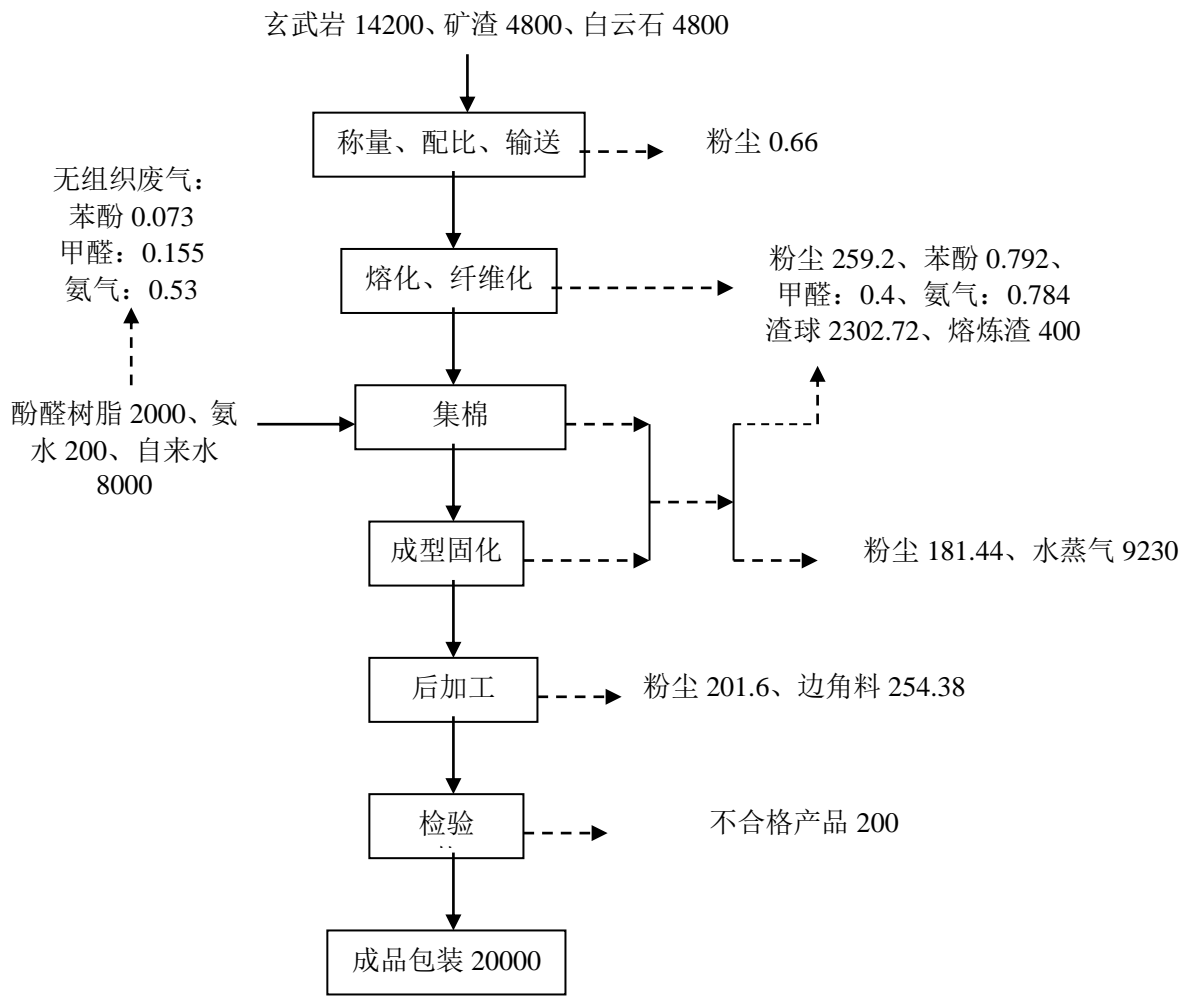 玄武岩 14200、矿渣 4800、白云石 4800
称量、配比、输送
粉尘 0.66
无组织废气：
苯酚 0.073
甲醛：0.155
氨气：0.53
熔化、纤维化
粉尘 259.2、苯酚 0.792、
甲醛：0.4、氨气：0.784
渣球 2302.72、熔炼渣 400
酚醛树脂 2000、氨
水 200、自来水
8000
集棉
成型固化
粉尘 181.44、水蒸气 9230
后加工
粉尘 201.6、边角料 254.38
检验
不合格产品 200
成品包装 20000